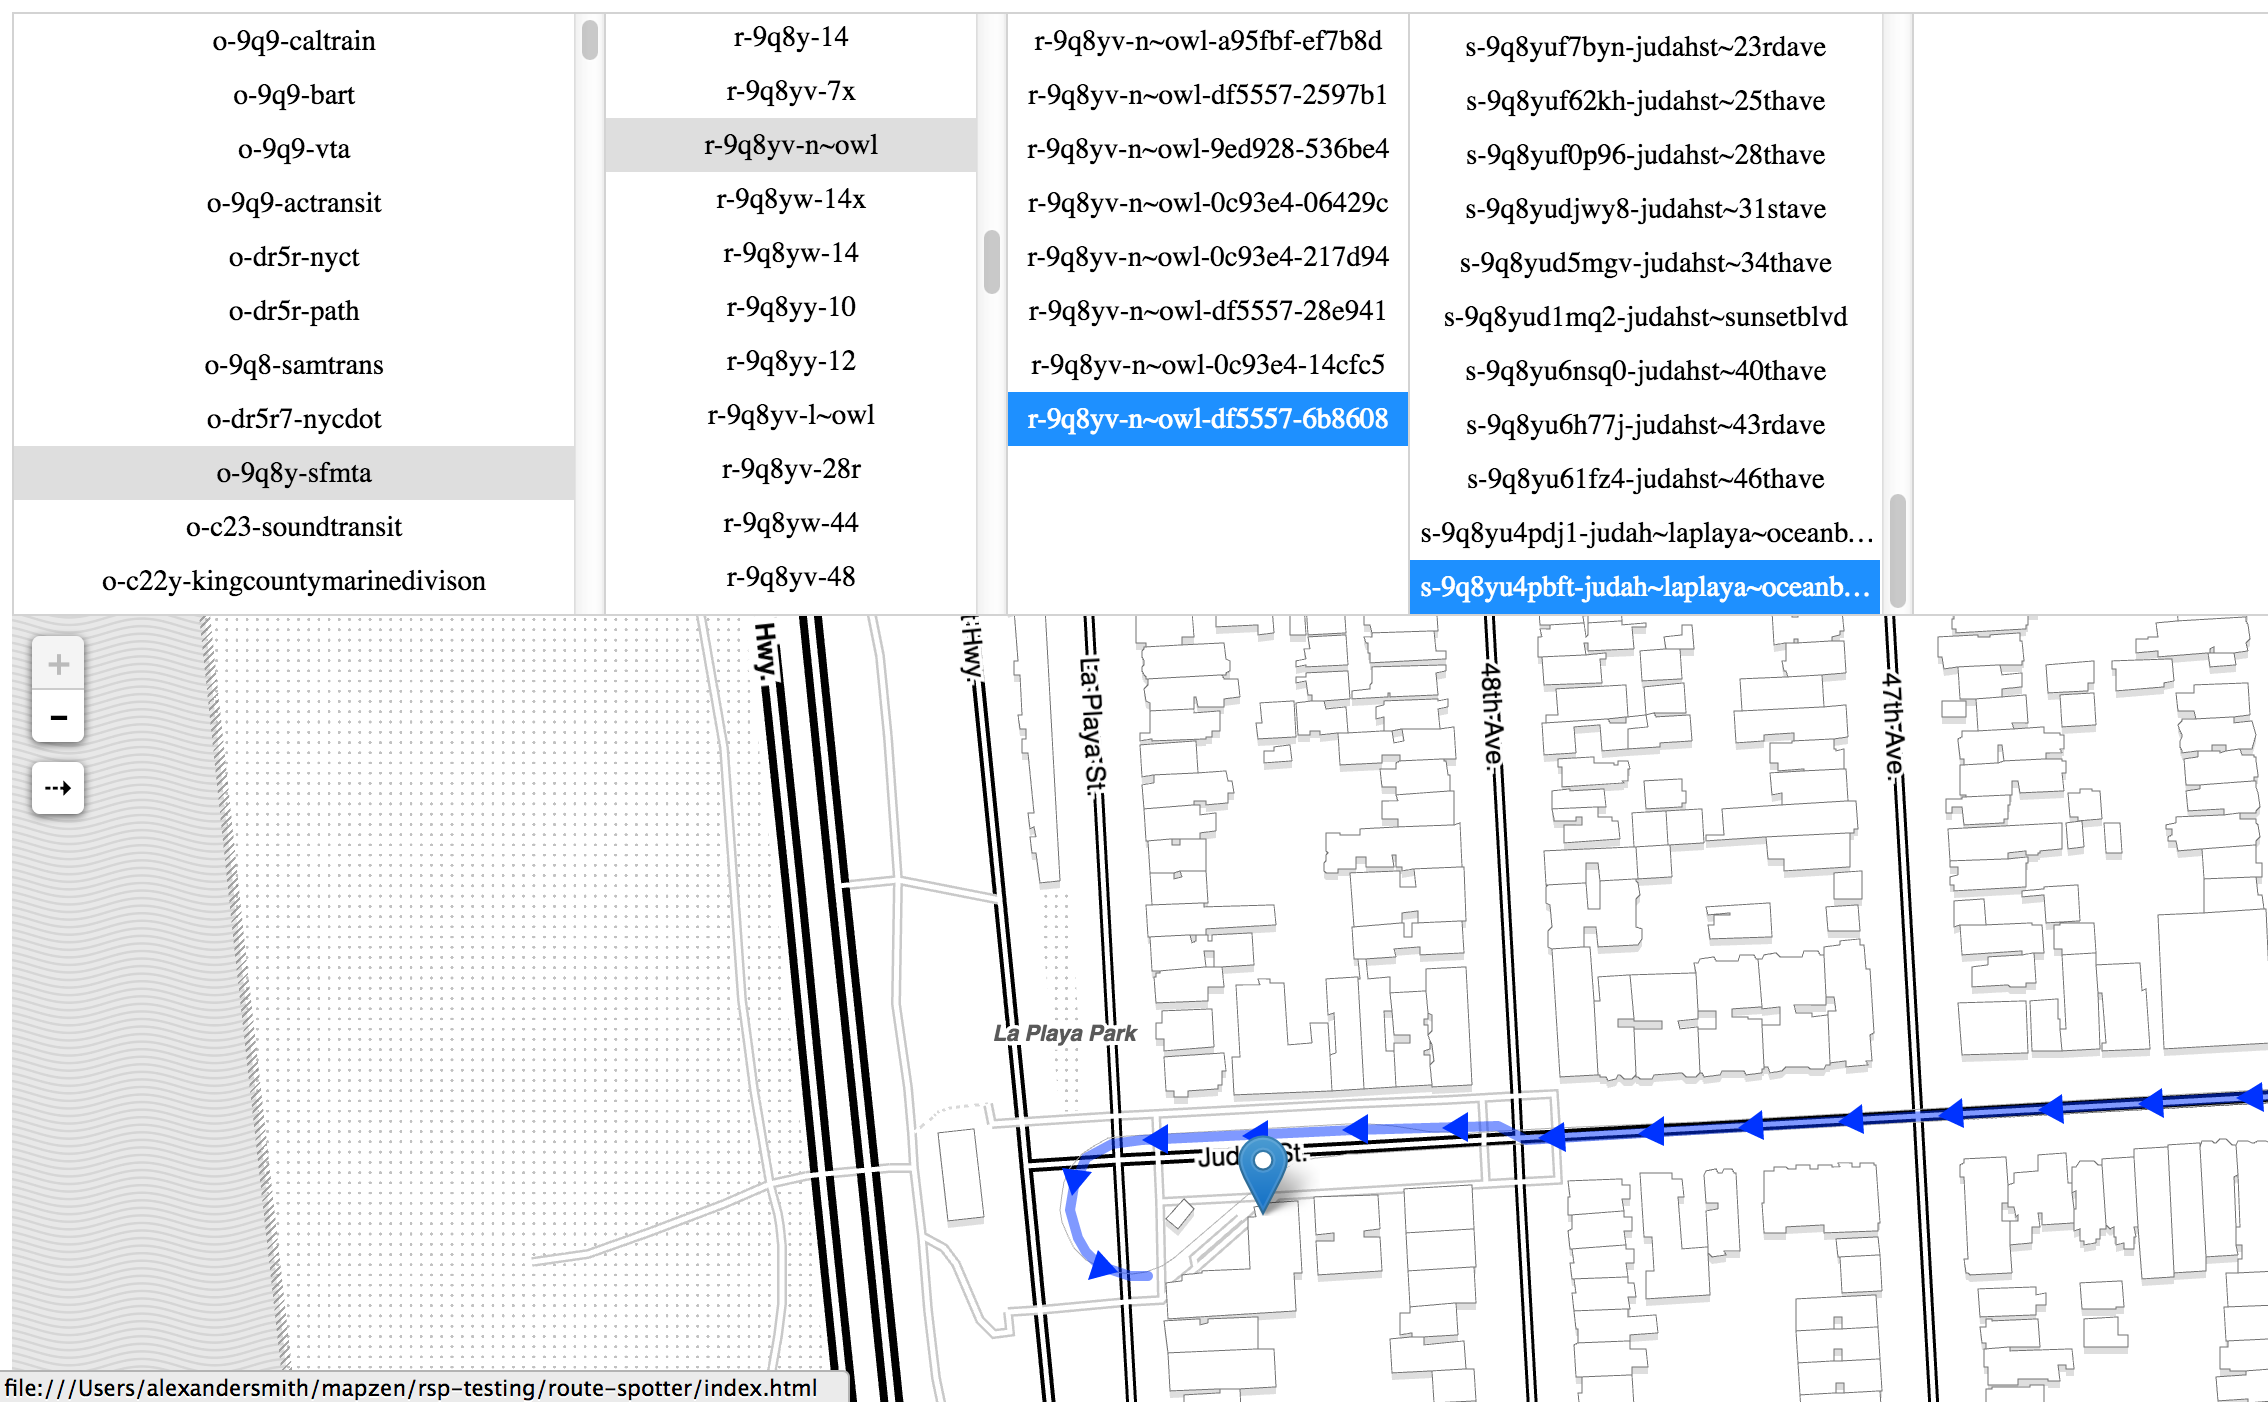 o-9q9-caltrain
o-9q9-bart
o-9q9-vta
o-9q9-actransit
o-dr5r-nyct
o-dr5r-path
o-9q8-samtrans
o-dr5r7-nycdot
o-9q8y-sfmta
o-c23-soundtransit
o-c22y-kingcountymarinedivison
r-9q8y-14
r-9q8yv-7x
r-9q8yv-n~owl
r-9q8yw-14x
r-9q8yw-14
r-9q8yy-10
r-9q8yy-12
r-9q8yv-l~owl
r-9q8yv-28r
r-9q8yw-44
r-9q8yv-48
r-9q8yv-n~owl-a95fbf-ef7b8d
r-9q8yv-n~owl-df5557-2597b1
r-9q8yv-n~owl-9ed928-536be4
r-9q8yv-n~owl-0c93e4-06429c
r-9q8yv-n~owl-0c93e4-217d94
r-9q8yv-n~owl-df5557-28e941
r-9q8yv-n~owl-0c93e4-14cfc5
r-9q8yv-n~owl-df5557-6b8608
s-9q8yuf7byn-judahst~23rdave
s-9q8yuf62kh-judahst~25thave
s-9q8yuf0p96-judahst~28thave
s-9q8yudjwy8-judahst~31stave
s-9q8yud5mgv-judahst~34thave
s-9q8yud1mq2-judahst~sunsetblvd
s-9q8yu6nsq0-judahst~40thave
s-9q8yu6h77j-judahst~43rdave
s-9q8yu61fz4-judahst~46thave
s-9q8yu4pdj1-judah~laplaya~oceanb…
s-9q8yu4pbft-judah~laplaya~oceanb…
+
-
Hwy.
t Hwy.
La Playa St.
48th Ave.
47th Ave.
La Playa Park
Jud St.
file:///Users/alexandersmith/mapzen/rsp-testing/route-spotter/index.html